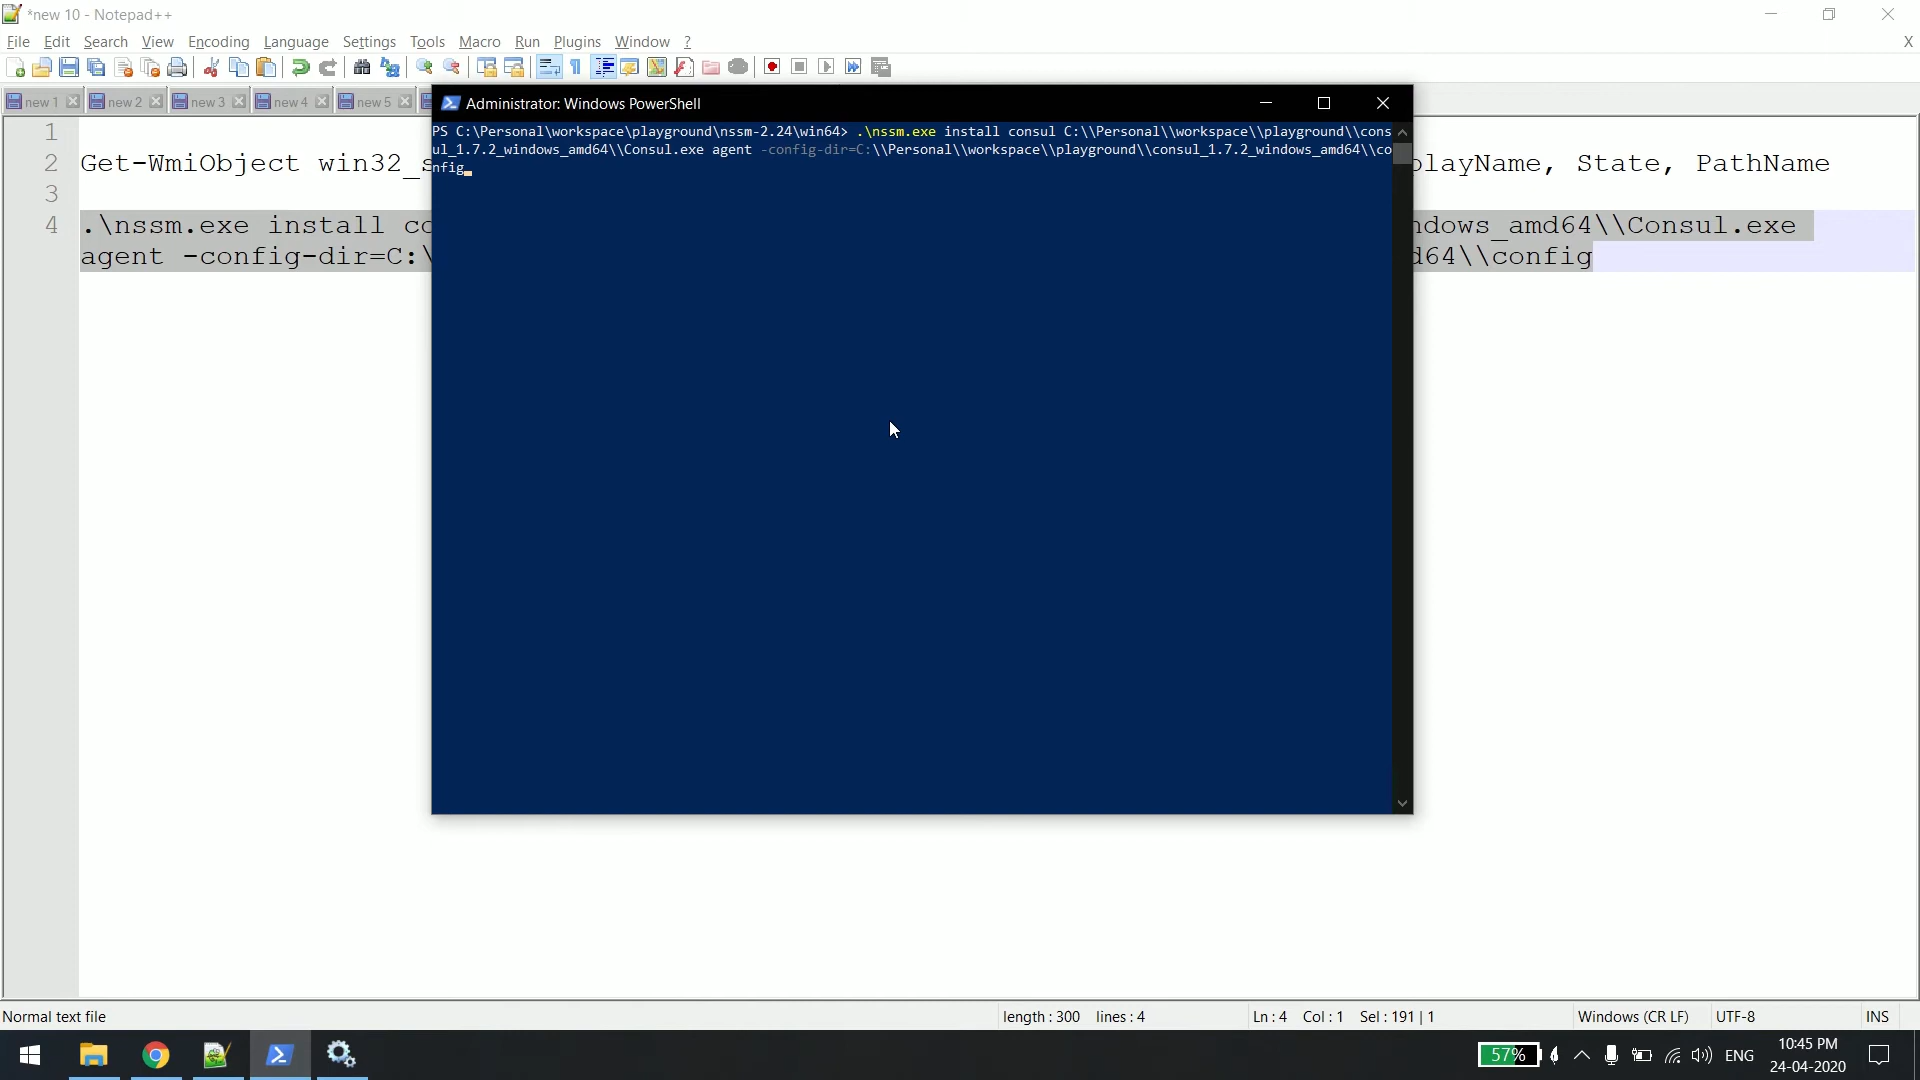 *new 10 - Notepad++
File Edit Search View Encoding Language Settings Tools Macro Run Plugins Window ?
X
new 1 new 2 new 3 new 4 new 5
Administrator: Windows PowerShell
PS C:\Personal\workspace\playground\nssm-2.24\win64> .\nssm.exe install consul C:\\Personal\\workspace\\playground\\cons
ul_1.7.2_windows_amd64\\Consul.exe agent -config-dir=C:\\Personal\\workspace\\playground\\consul_1.7.2_windows_amd64\\co
nfig
1
2 Get-WmiObject win32_s playName, State, PathName
3
4 .\nssm.exe install co ndows_amd64\\Consul.exe
agent -config-dir=C:\ d64\\config
Normal text file length : 300 lines : 4 Ln : 4 Col : 1 Sel : 191 | 1 Windows (CR LF) UTF-8 INS
57% ENG 10:45 PM
24-04-2020